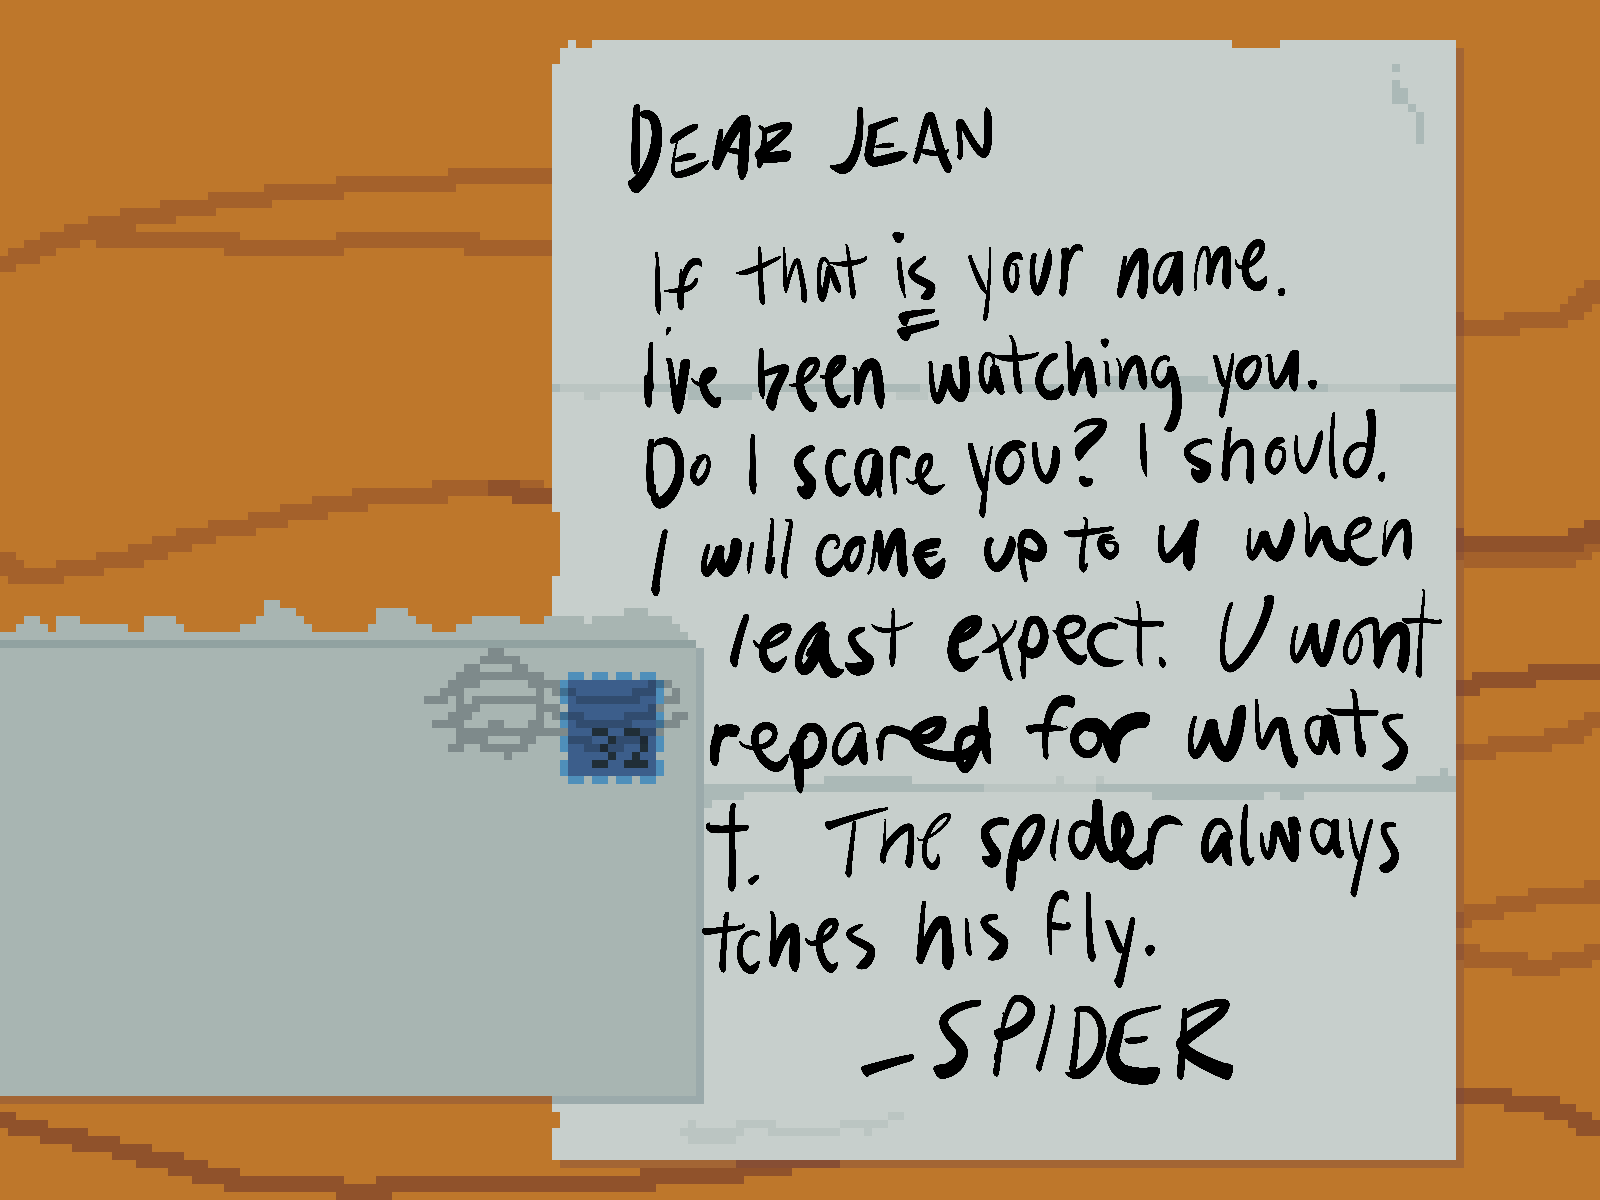 DEAR JEAN
If that is your name.
I've been watching you.
Do I scare you? I should.
I will come up to u when
least expect. U wont
repared for whats
t. The spider always
tches his fly.
- SPIDER
32